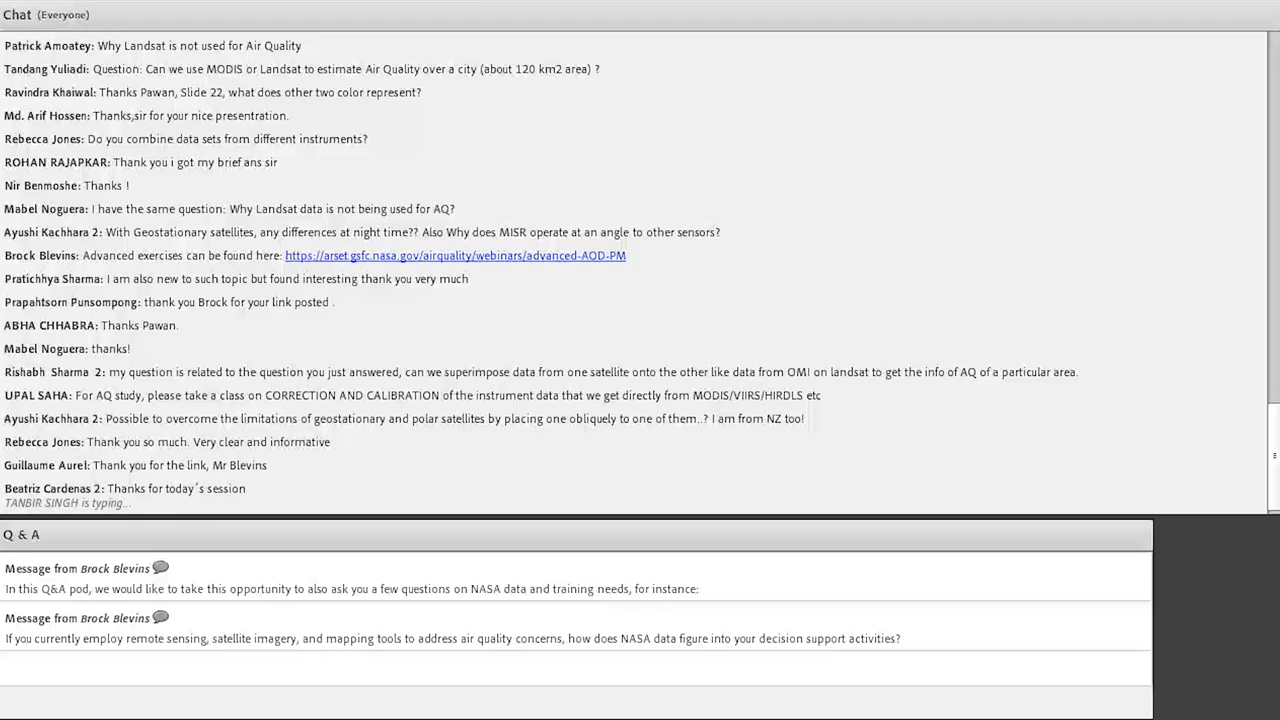 Chat (Everyone)
Patrick Amoatey: Why Landsat is not used for Air Quality
Tandang Yuliadi: Question: Can we use MODIS or Landsat to estimate Air Quality over a city (about 120 km2 area) ?
Ravindra Khaiwal: Thanks Pawan, Slide 22, what does other two color represent?
Md. Arif Hossen: Thanks,sir for your nice presentation.
Rebecca Jones: Do you combine data sets from different instruments?
ROHAN RAJAPKAR: Thank you i got my brief ans sir
Nir Benmoshe: Thanks !
Mabel Noguera: I have the same question: Why Landsat data is not being used for AQ?
Ayushi Kachhara 2: With Geostationary satellites, any differences at night time?? Also Why does MISR operate at an angle to other sensors?
Brock Blevins: Advanced exercises can be found here: https://arset.gsfc.nasa.gov/airquality/webinars/advanced-AOD-PM
Pratichhya Sharma: I am also new to such topic but found interesting thank you very much
Prapahtsorn Punsompong: thank you Brock for your link posted .
ABHA CHHABRA: Thanks Pawan.
Mabel Noguera: thanks!
Rishabh Sharma 2: my question is related to the question you just answered, can we superimpose data from one satellite onto the other like data from OMI on landsat to get the info of AQ of a particular area.
UPAL SAHA: For AQ study, please take a class on CORRECTION AND CALIBRATION of the instrument data that we get directly from MODIS/VIIRS/HIRDLS etc
Ayushi Kachhara 2: Possible to overcome the limitations of geostationary and polar satellites by placing one obliquely to one of them..? I am from NZ too!
Rebecca Jones: Thank you so much. Very clear and informative
Guillaume Aurel: Thank you for the link, Mr Blevins
Beatriz Cardenas 2: Thanks for today´s session
TANBIR SINGH is typing...
Q & A
Message from Brock Blevins
In this Q&A pod, we would like to take this opportunity to also ask you a few questions on NASA data and training needs, for instance:
Message from Brock Blevins
If you currently employ remote sensing, satellite imagery, and mapping tools to address air quality concerns, how does NASA data figure into your decision support activities?